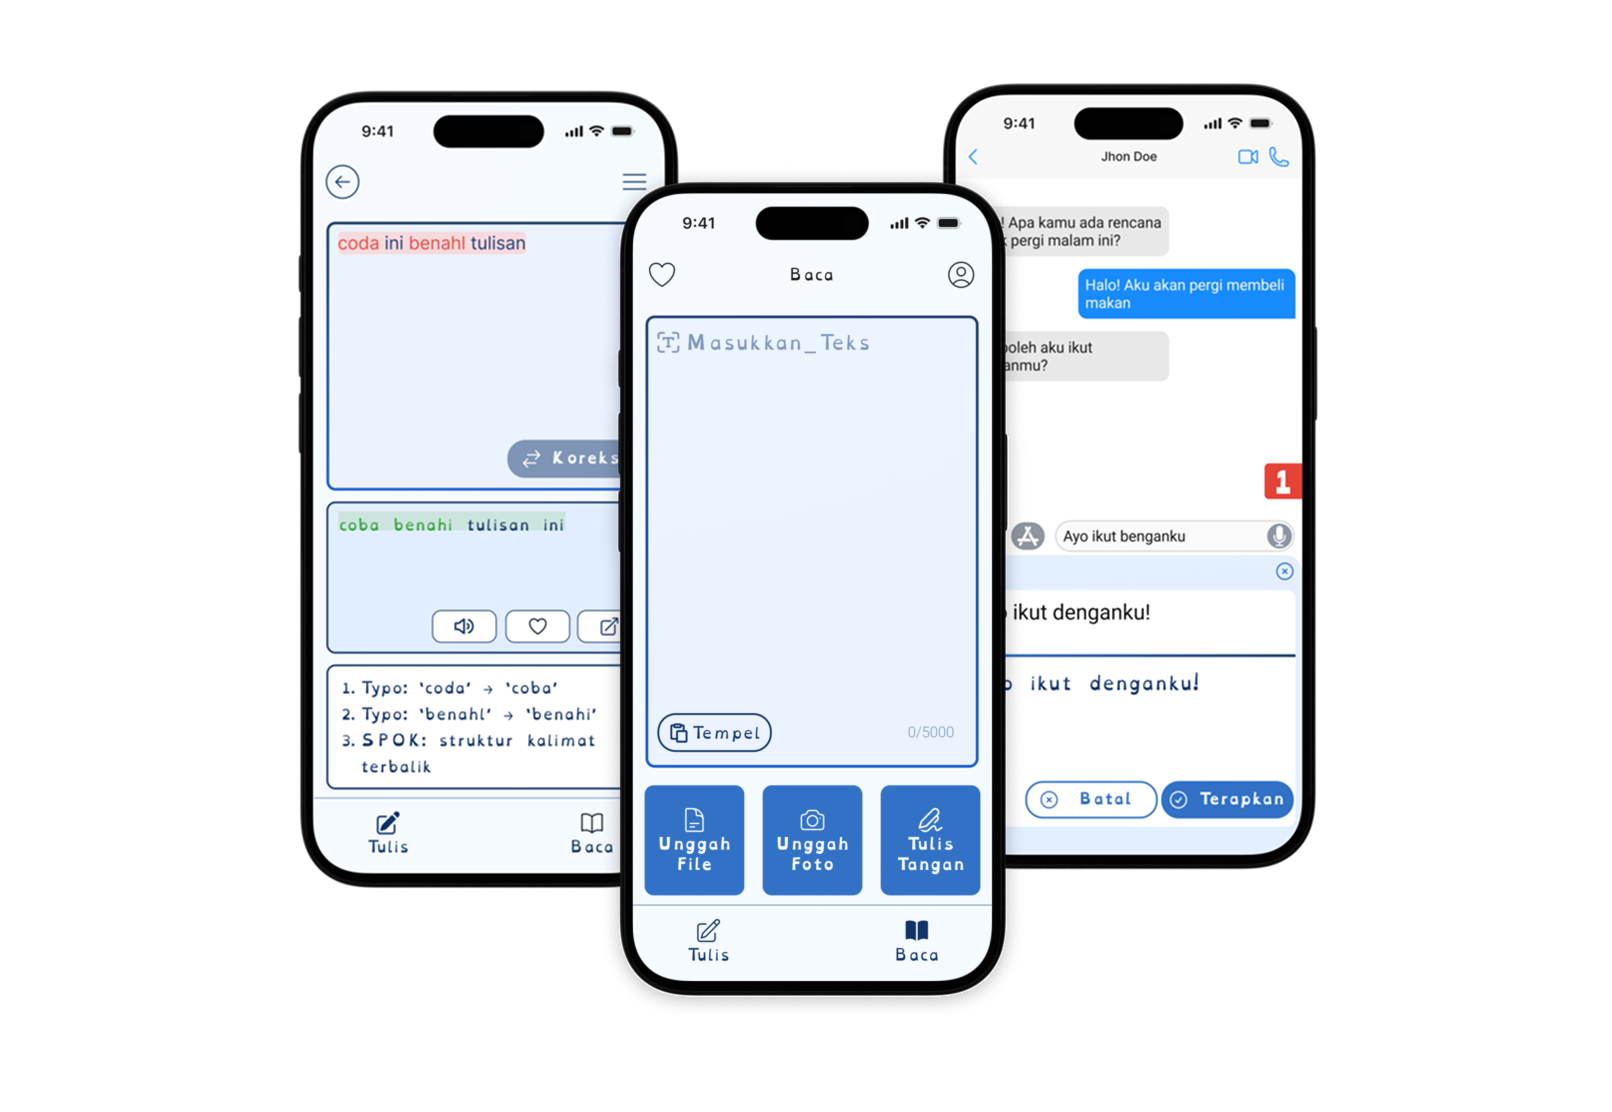 9:41
coda ini benahl tulisan
Koreks
coba benahi tulisan ini
1. Typo: 'coda' → 'coba'
2. Typo: 'benahl' → 'benahi'
3. SPOK: struktur kalimat
terbalik
Tulis
Baca
9:41
Baca
Masukkan_Teks
Tempel
0/5000
Unggah
File
Unggah
Foto
Tulis
Tangan
Tulis
Baca
9:41
Jhon Doe
! Apa kamu ada rencana
pergi malam ini?
Halo! Aku akan pergi membeli
makan
boleh aku ikut
anmu?
1
Ayo ikut benganku
o ikut denganku!
o ikut denganku!
Batal
Terapkan